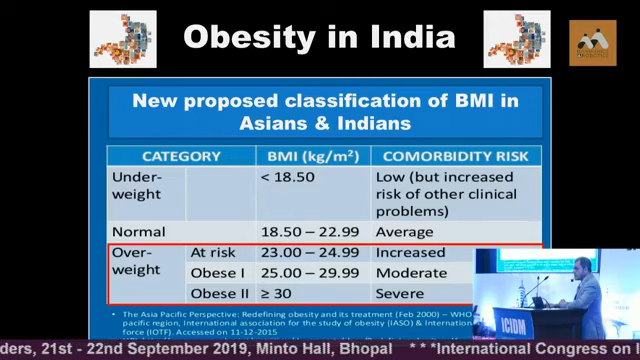 Obesity in India
New proposed classification of BMI in
Asians & Indians
CATEGORY BMI (kg/m²) COMORBIDITY RISK
Under-
weight < 18.50 Low (but increased
risk of other clinical
problems)
Normal 18.50 – 22.99 Average
Over-
weight At risk 23.00 – 24.99 Increased
Obese I 25.00 – 29.99 Moderate
Obese II ≥ 30 Severe
• The Asia Pacific Perspective: Redefining obesity and its treatment (Feb 2000) – WHO
pacific region, International association for the study of obesity (IASO) & International
force (IOTF). Accessed on 11-12-2015
ICIDM
ders, 21st - 22nd September 2019, Minto Hall, Bhopal * * *International Congress on